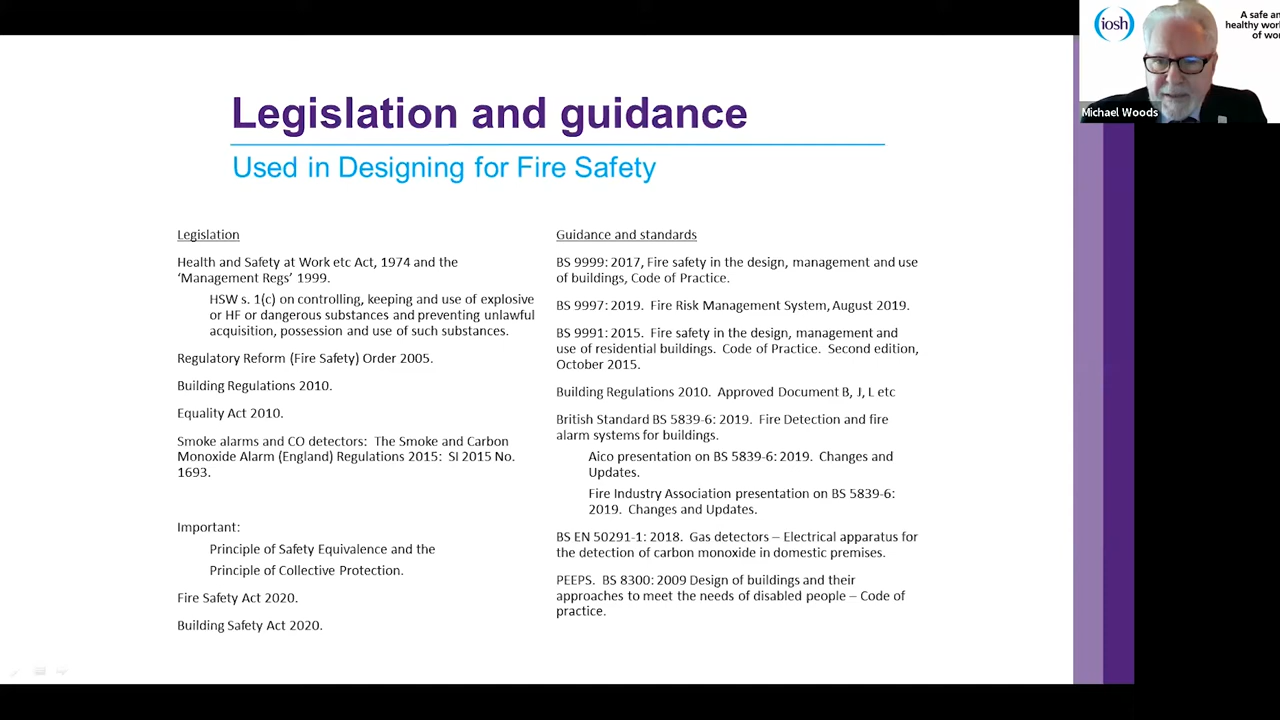 iosh
A safe an
healthy work
of wor
Michael Woods
Legislation and guidance
Used in Designing for Fire Safety
Legislation
Health and Safety at Work etc Act, 1974 and the
‘Management Regs’ 1999.
HSW s. 1(c) on controlling, keeping and use of explosive
or HF or dangerous substances and preventing unlawful
acquisition, possession and use of such substances.
Regulatory Reform (Fire Safety) Order 2005.
Building Regulations 2010.
Equality Act 2010.
Smoke alarms and CO detectors: The Smoke and Carbon
Monoxide Alarm (England) Regulations 2015: SI 2015 No.
1693.
Important:
Principle of Safety Equivalence and the
Principle of Collective Protection.
Fire Safety Act 2020.
Building Safety Act 2020.
Guidance and standards
BS 9999: 2017, Fire safety in the design, management and use
of buildings, Code of Practice.
BS 9997: 2019. Fire Risk Management System, August 2019.
BS 9991: 2015. Fire safety in the design, management and
use of residential buildings. Code of Practice. Second edition,
October 2015.
Building Regulations 2010. Approved Document B, J, L etc
British Standard BS 5839-6: 2019. Fire Detection and fire
alarm systems for buildings.
Aico presentation on BS 5839-6: 2019. Changes and
Updates.
Fire Industry Association presentation on BS 5839-6:
2019. Changes and Updates.
BS EN 50291-1: 2018. Gas detectors – Electrical apparatus for
the detection of carbon monoxide in domestic premises.
PEEPS. BS 8300: 2009 Design of buildings and their
approaches to meet the needs of disabled people – Code of
practice.